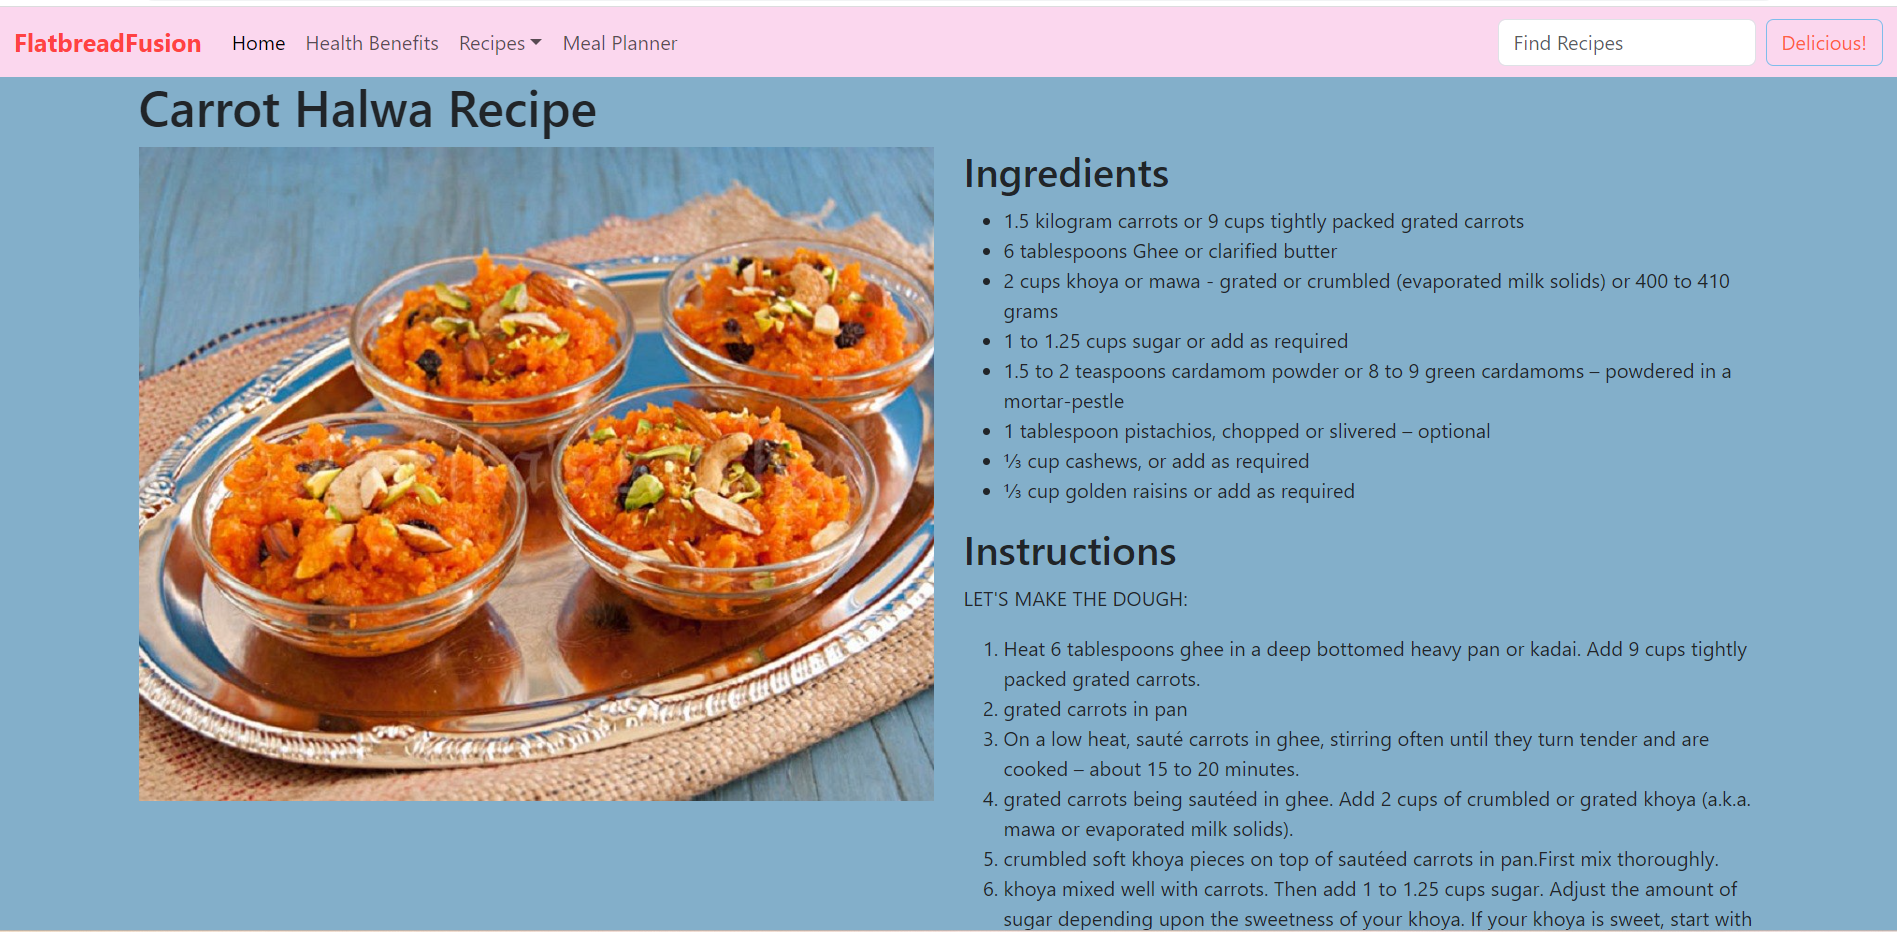 FlatbreadFusion Home Health Benefits Recipes Meal Planner Find Recipes Delicious!
Carrot Halwa Recipe
Ingredients
• 1.5 kilogram carrots or 9 cups tightly packed grated carrots
• 6 tablespoons Ghee or clarified butter
• 2 cups khoya or mawa - grated or crumbled (evaporated milk solids) or 400 to 410
grams
• 1 to 1.25 cups sugar or add as required
• 1.5 to 2 teaspoons cardamom powder or 8 to 9 green cardamoms – powdered in a
mortar-pestle
• 1 tablespoon pistachios, chopped or slivered – optional
• ⅓ cup cashews, or add as required
• ⅓ cup golden raisins or add as required
Instructions
LET'S MAKE THE DOUGH:
1. Heat 6 tablespoons ghee in a deep bottomed heavy pan or kadai. Add 9 cups tightly
packed grated carrots.
2. grated carrots in pan
3. On a low heat, sauté carrots in ghee, stirring often until they turn tender and are
cooked – about 15 to 20 minutes.
4. grated carrots being sautéed in ghee. Add 2 cups of crumbled or grated khoya (a.k.a.
mawa or evaporated milk solids).
5. crumbled soft khoya pieces on top of sautéed carrots in pan.First mix thoroughly.
6. khoya mixed well with carrots. Then add 1 to 1.25 cups sugar. Adjust the amount of
sugar depending upon the sweetness of your khoya. If your khoya is sweet, start with